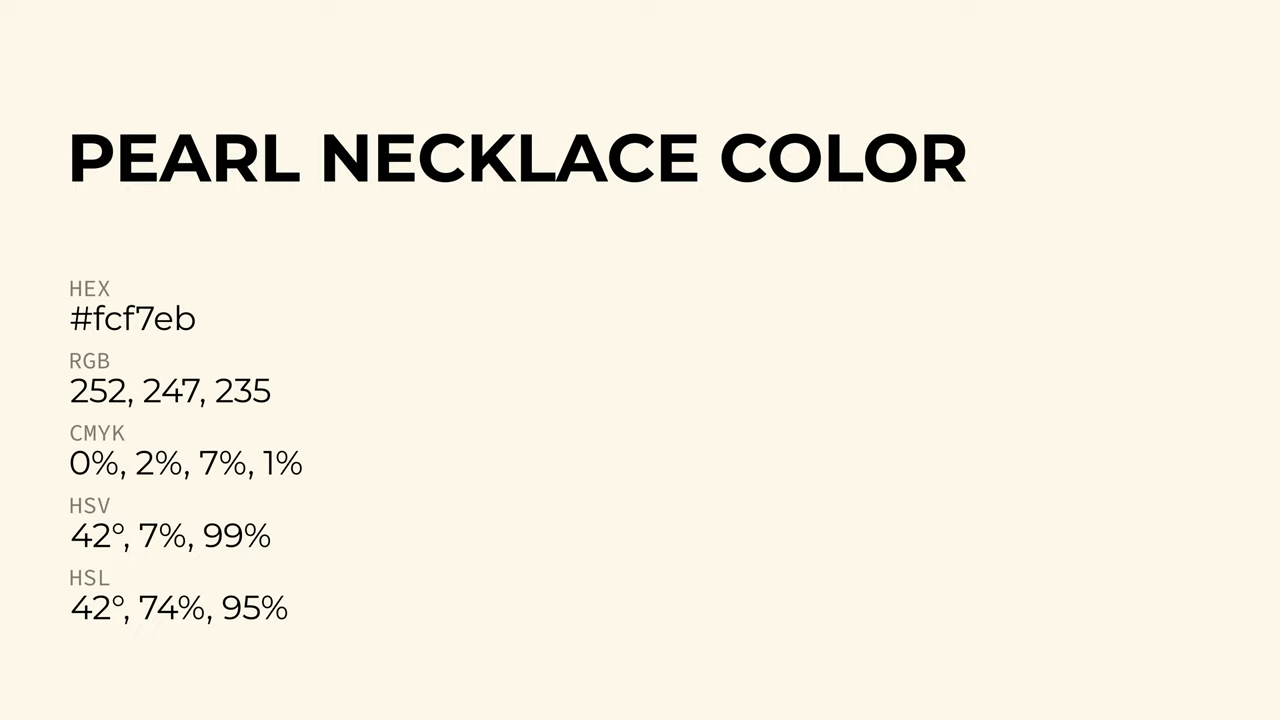 PEARL NECKLACE COLOR
HEX
#fcf7eb
RGB
252, 247, 235
CMYK
0%, 2%, 7%, 1%
HSV
42°, 7%, 99%
HSL
42°, 74%, 95%